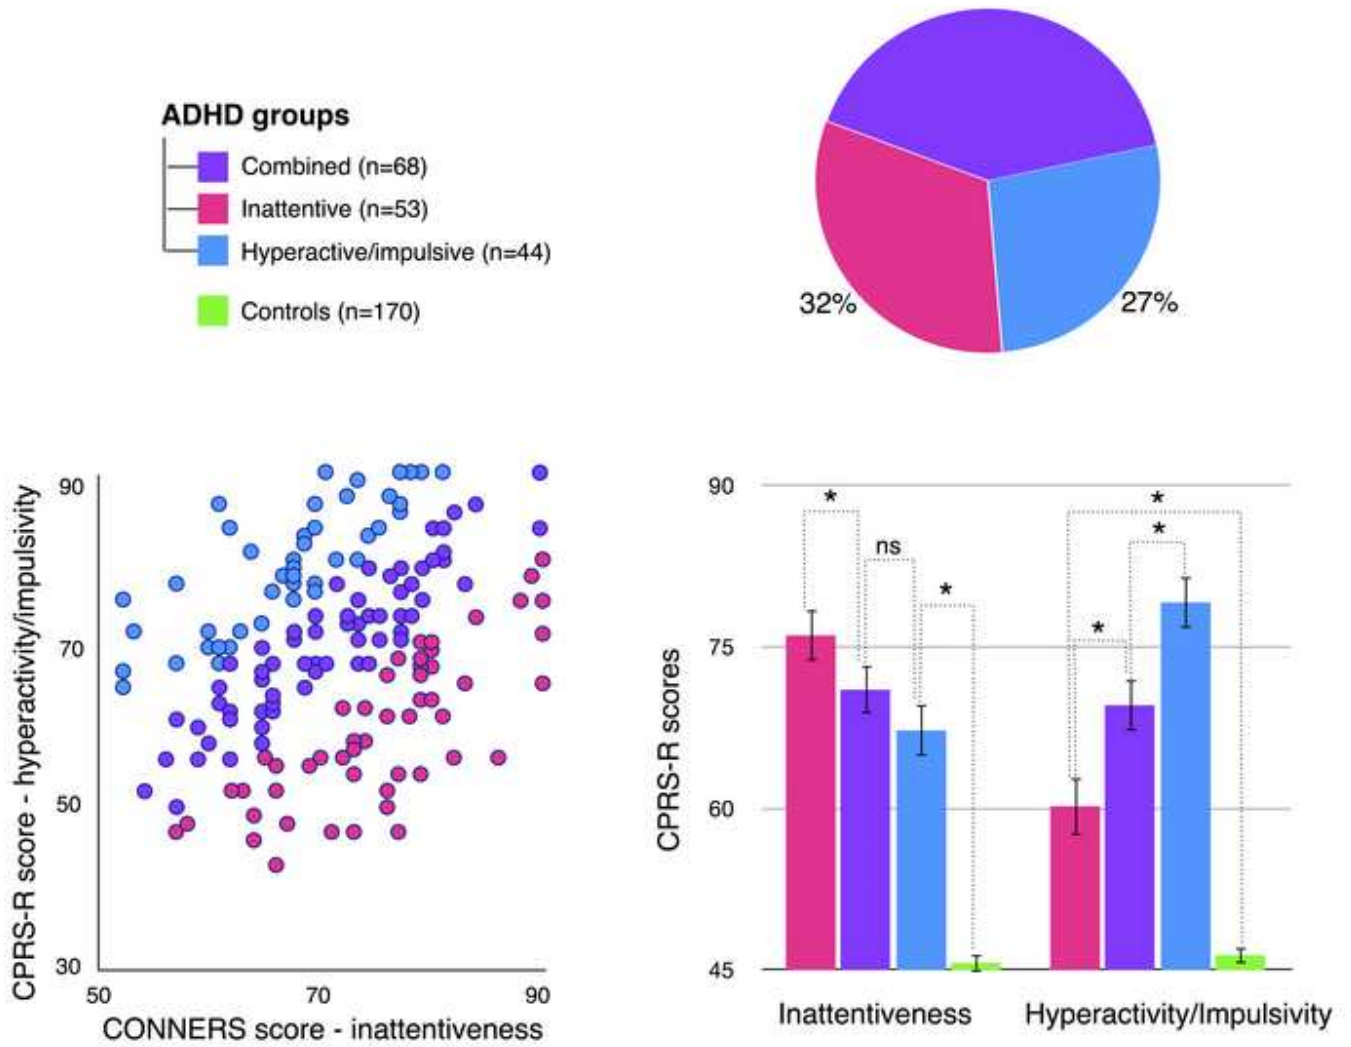 ADHD groups
Combined (n=68)
Inattentive (n=53)
Hyperactive/impulsive (n=44)
Controls (n=170)
32%
27%
CPRS-R score - hyperactivity/impulsivity
90
70
50
30
50 70 90
CONNERS score - inattentiveness
CPRS-R scores
90
75
60
45
* ns * * * *
Inattentiveness Hyperactivity/Impulsivity